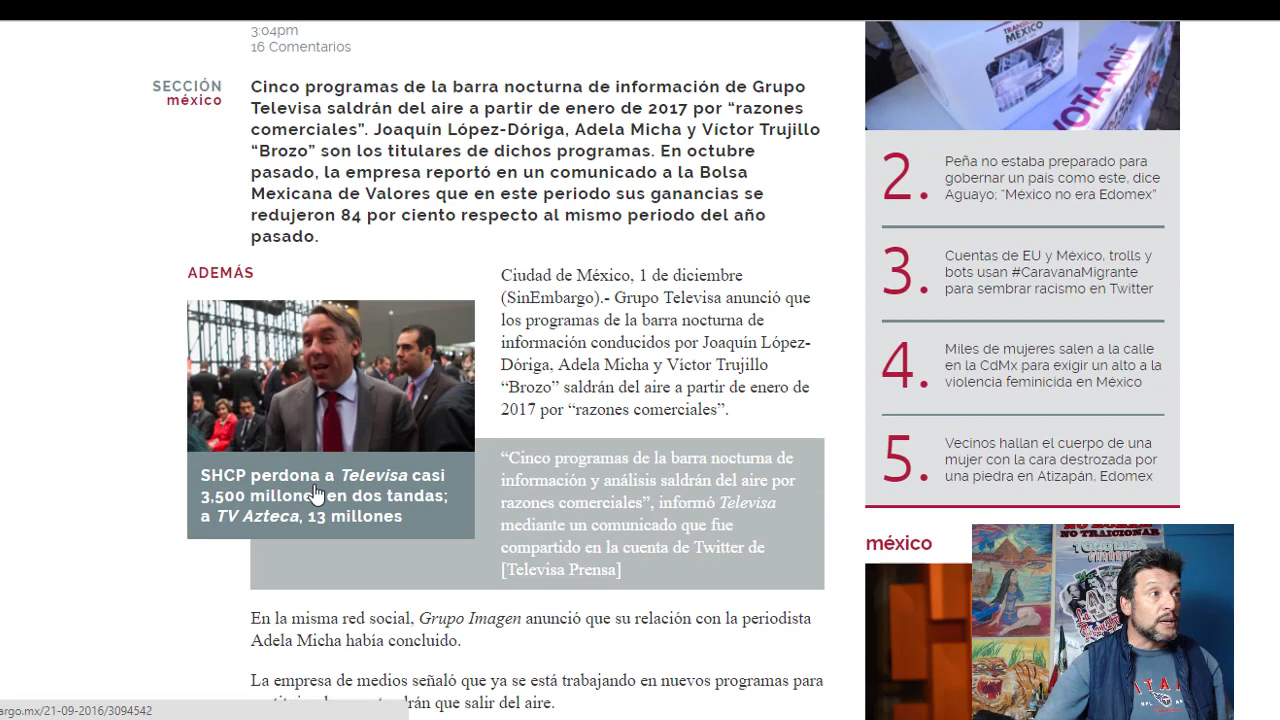 3:04pm
16 Comentarios
SECCIÓN
méxico
Cinco programas de la barra nocturna de información de Grupo
Televisa saldrán del aire a partir de enero de 2017 por “razones
comerciales”. Joaquín López-Dóriga, Adela Micha y Víctor Trujillo
“Brozo” son los titulares de dichos programas. En octubre
pasado, la empresa reportó en un comunicado a la Bolsa
Mexicana de Valores que en este periodo sus ganancias se
redujeron 84 por ciento respecto al mismo periodo del año
pasado.
ADEMÁS
SHCP perdona a Televisa casi
3,500 millones en dos tandas;
a TV Azteca, 13 millones
Ciudad de México, 1 de diciembre
(SinEmbargo).- Grupo Televisa anunció que
los programas de la barra nocturna de
información conducidos por Joaquín López-
Dóriga, Adela Micha y Víctor Trujillo
“Brozo” saldrán del aire a partir de enero de
2017 por “razones comerciales”.
“Cinco programas de la barra nocturna de
información y análisis saldrán del aire por
razones comerciales”, informó Televisa
mediante un comunicado que fue
compartido en la cuenta de Twitter de
[Televisa Prensa]
En la misma red social, Grupo Imagen anunció que su relación con la periodista
Adela Micha había concluido.
La empresa de medios señaló que ya se está trabajando en nuevos programas para
que salir del aire.
argo.mx/21-09-2016/3094542
MÉXICO
VOTA AQUÍ
2.
Peña no estaba preparado para
gobernar un país como este, dice
Aguayo; “México no era Edomex”
3.
Cuentas de EU y México, trolls y
bots usan #CaravanaMigrante
para sembrar racismo en Twitter
4.
Miles de mujeres salen a la calle
en la CdMx para exigir un alto a la
violencia feminicida en México
5.
Vecinos hallan el cuerpo de una
mujer con la cara destrozada por
una piedra en Atizapán, Edomex
méxico
NO TRAICIONAR